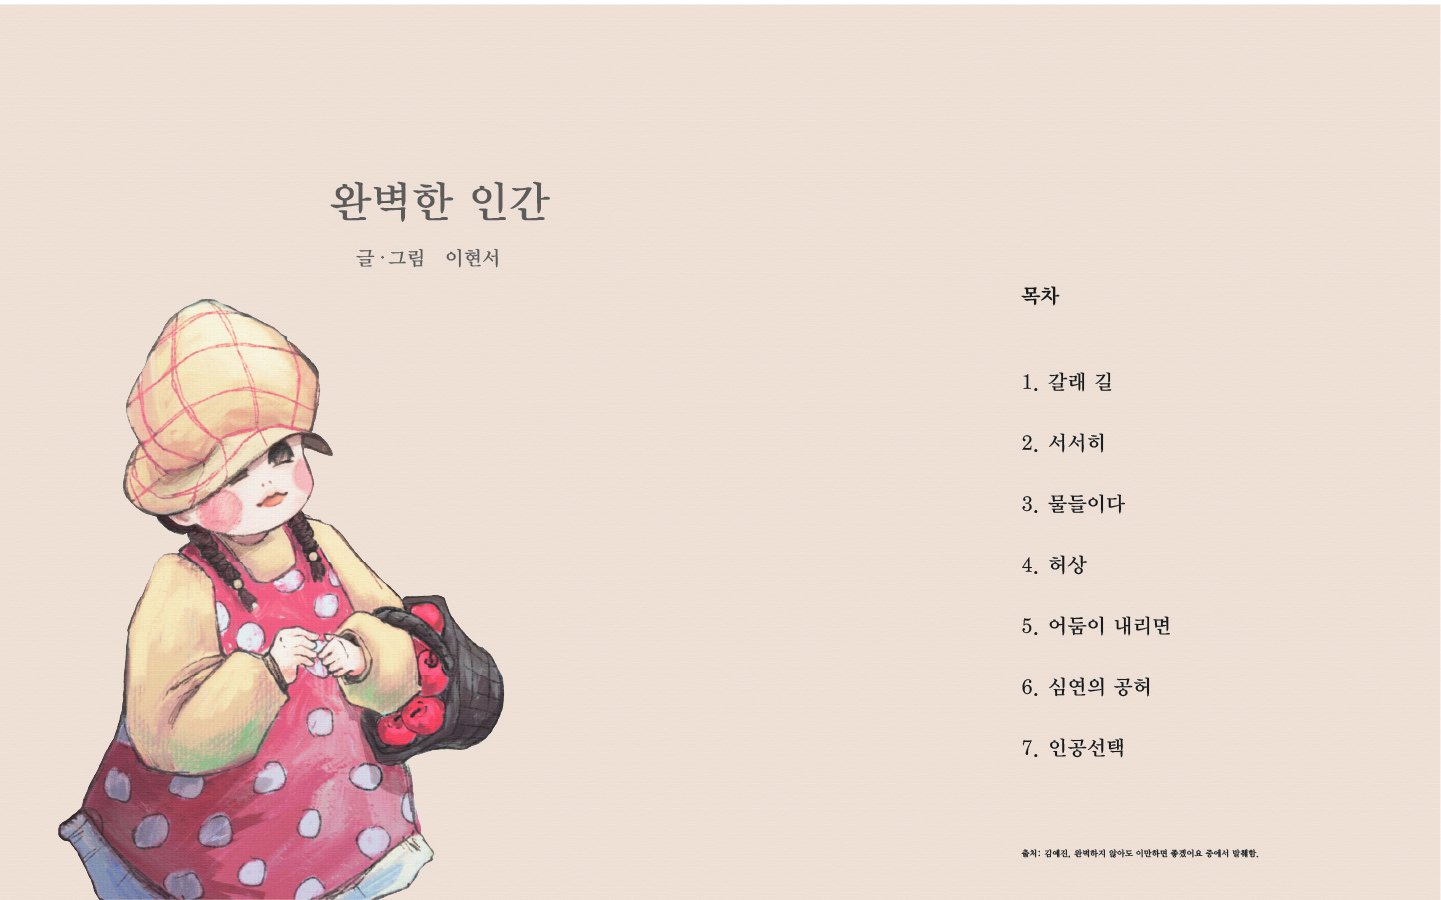 완벽한 인간
글·그림 이현서
목차
1. 갈래 길
2. 서서히
3. 물들이다
4. 허상
5. 어둠이 내리면
6. 심연의 공허
7. 인공선택
출처: 김예진, 완벽하지 않아도 이만하면 좋겠어요 중에서 발췌함.